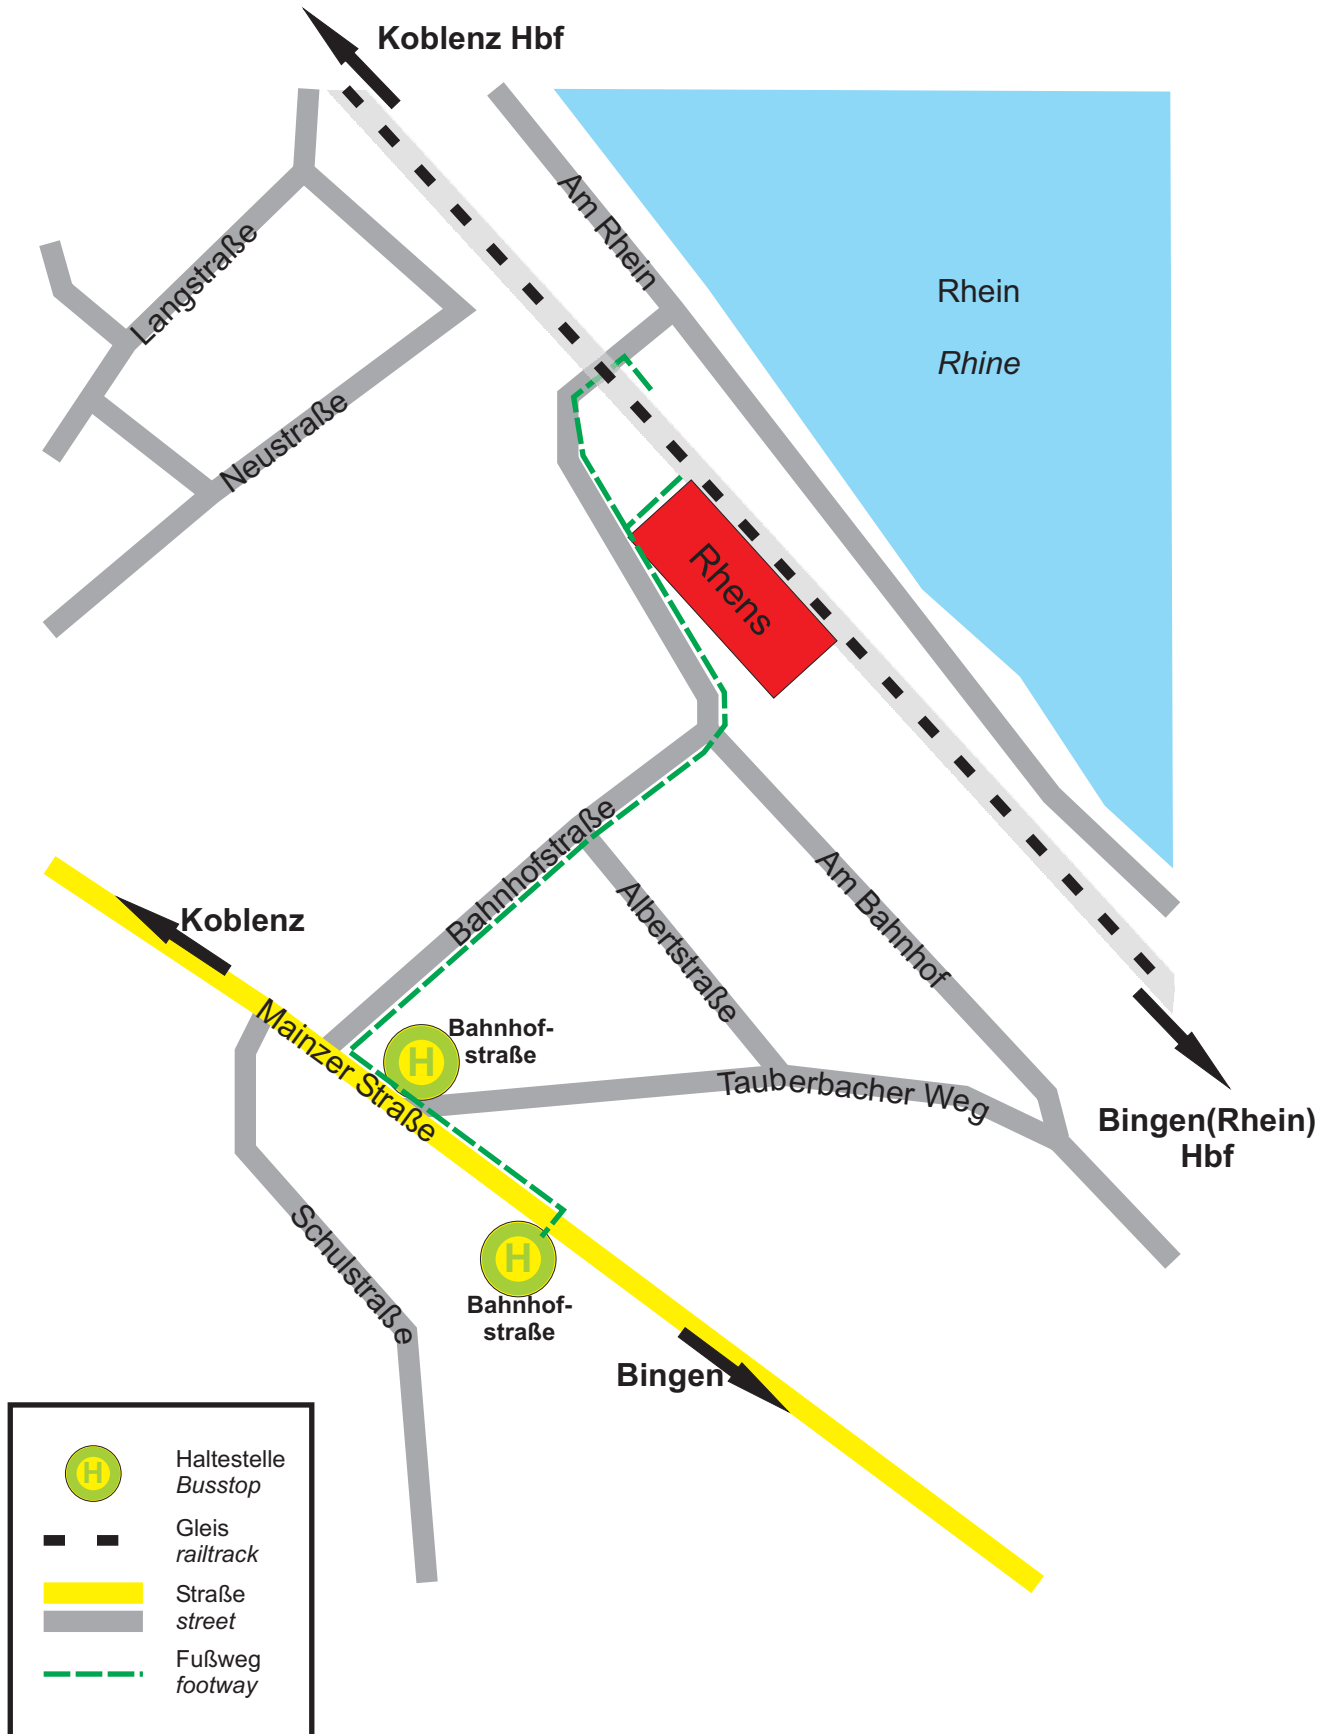 Koblenz Hbf
Am Rhein
Langstraße
Rhein
Rhine
Neustraße
Rhens
Bahnhofstraße
Am Bahnhof
Albertstraße
Koblenz
Mainzer Straße
Bahnhof-
straße
H
Tauberbacher Weg
Bingen(Rhein)
Hbf
Schulstraße
H
Bahnhof-
straße
Bingen
H
Haltestelle
Busstop
Gleis
railtrack
Straße
street
Fußweg
footway